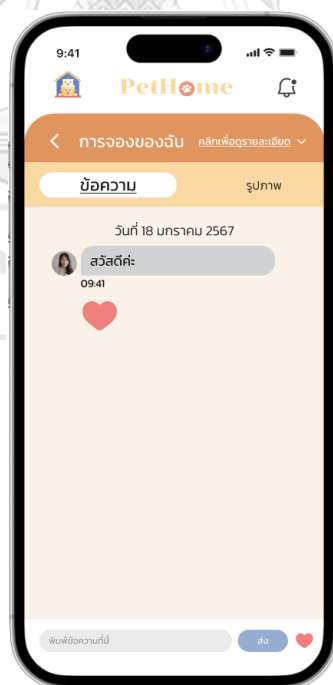 9:41
PetHome
การจองของฉัน คลิกเพื่อดูรายละเอียด
ข้อความ รูปภาพ
วันที่ 18 มกราคม 2567
สวัสดีค่ะ
09:41
พิมพ์ข้อความที่นี่ ส่ง